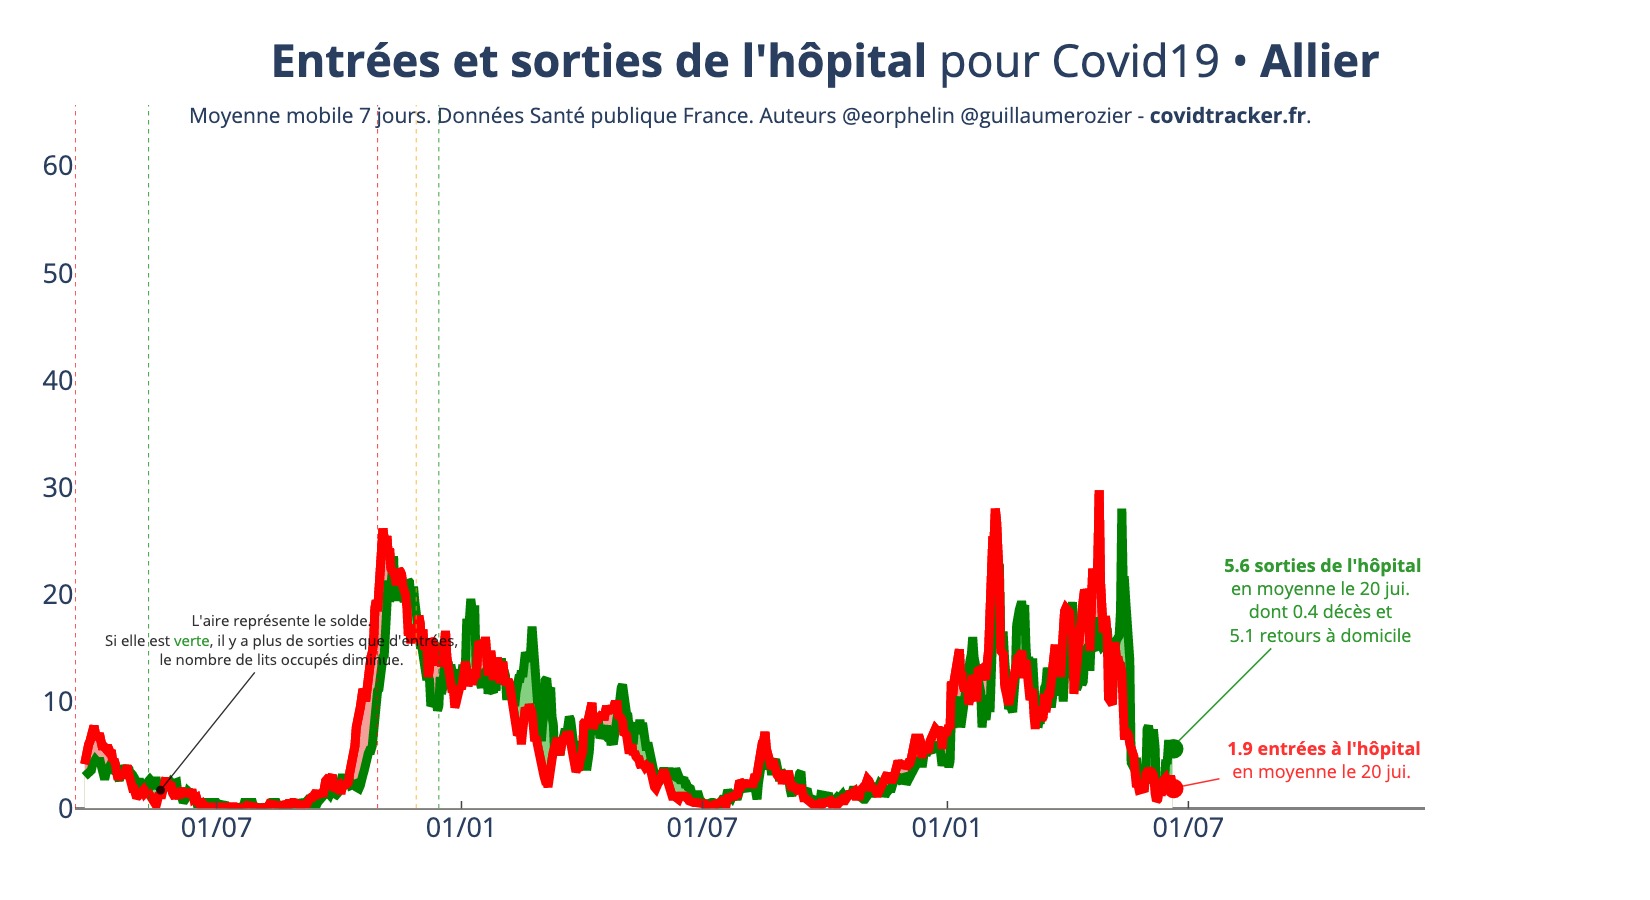 Entrées et sorties de l'hôpital pour Covid19 • Allier
Moyenne mobile 7 jours. Données Santé publique France. Auteurs @eorphelin @guillaumerozier - covidtracker.fr.
60
50
40
30
20
10
0
L'aire représente le solde.
Si elle est verte, il y a plus de sorties que d'entrées,
le nombre de lits occupés diminue.
5.6 sorties de l'hôpital
en moyenne le 20 jui.
dont 0.4 décès et
5.1 retours à domicile
1.9 entrées à l'hôpital
en moyenne le 20 jui.
01/07
01/01
01/07
01/01
01/07